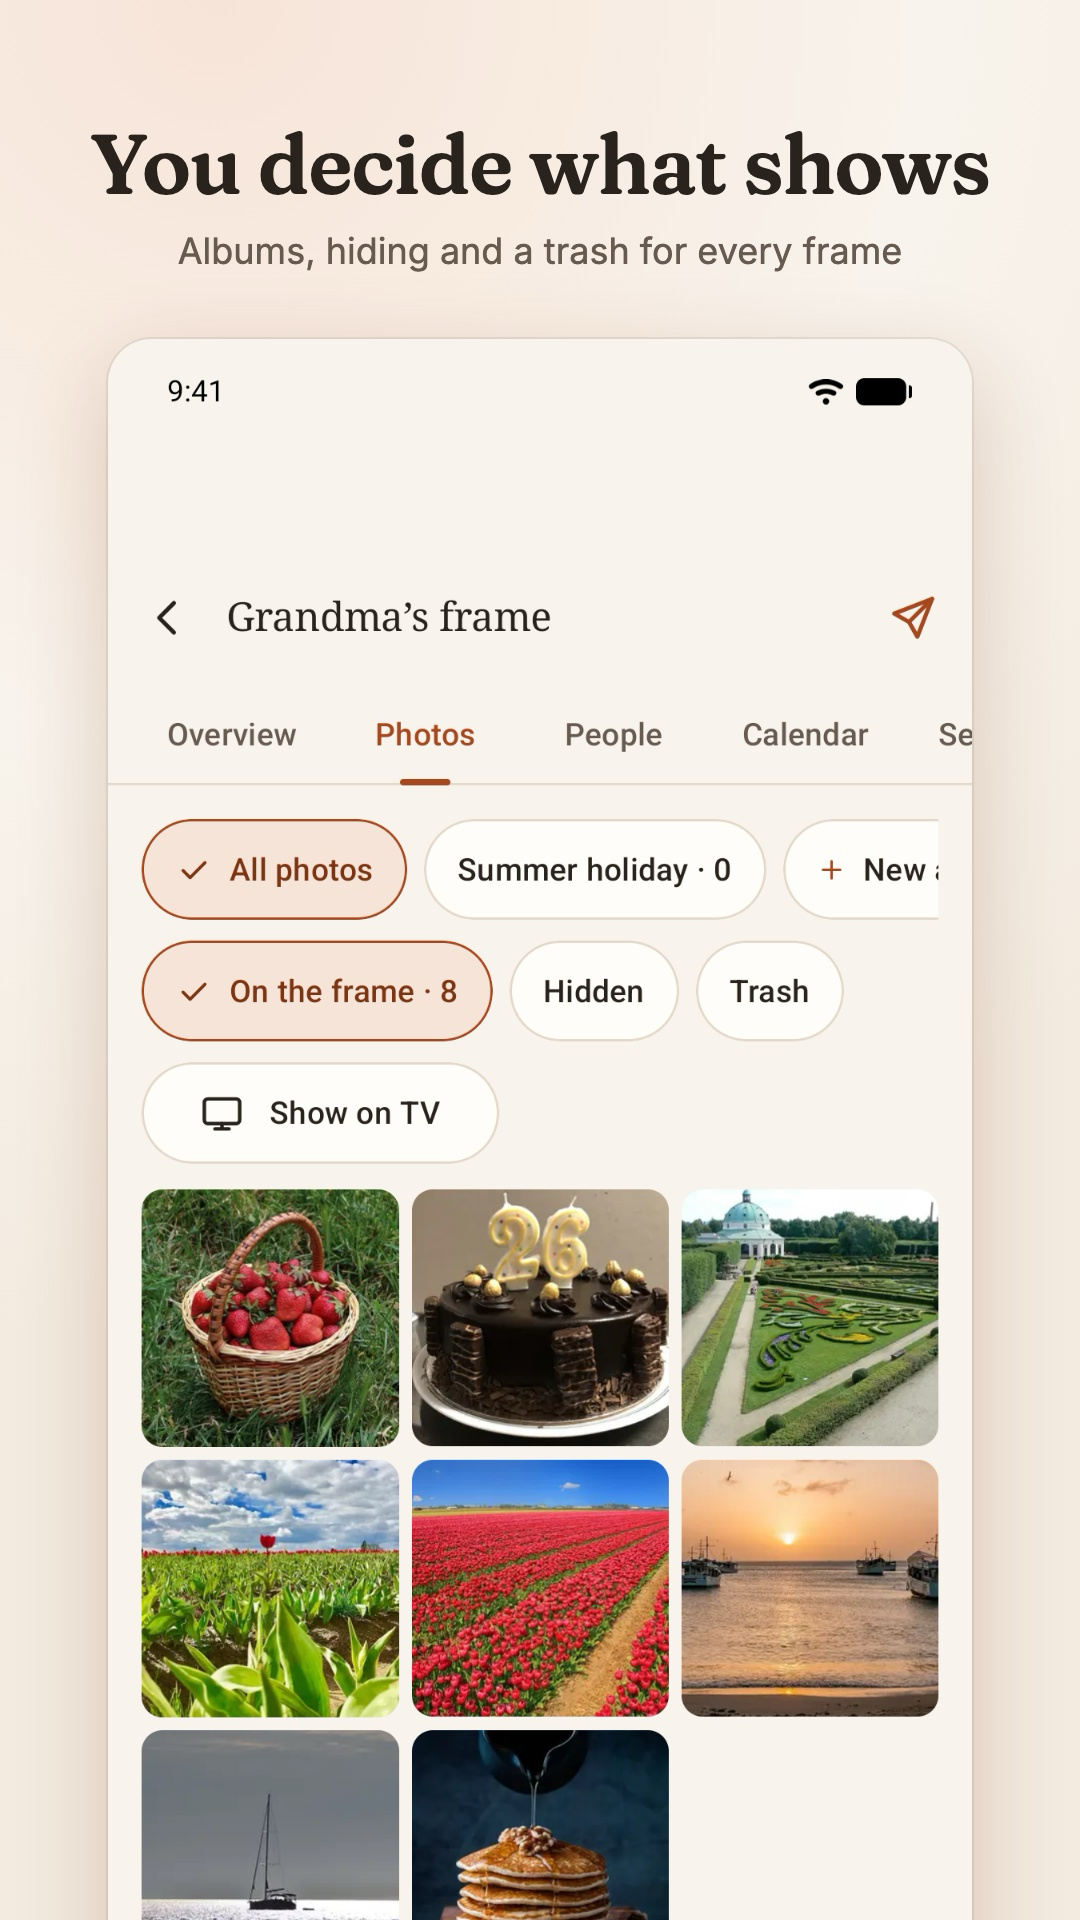 You decide what shows
Albums, hiding and a trash for every frame
9:41
Grandma’s frame
Overview Photos People Calendar Se
All photos Summer holiday · 0 + New
On the frame · 8 Hidden Trash
Show on TV
26